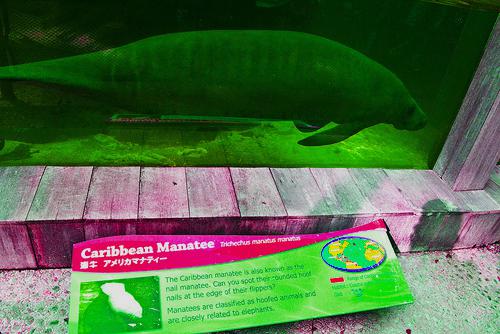 Caribbean Manatee Trichechus manatus manatus
海牛 アメリカマナティー
The Caribbean manatee is also known as the
nail manatee. Can you spot their rounded hoof
nails at the edge of their flippers?
Manatees are classified as hoofed animals and
are closely related to elephants.